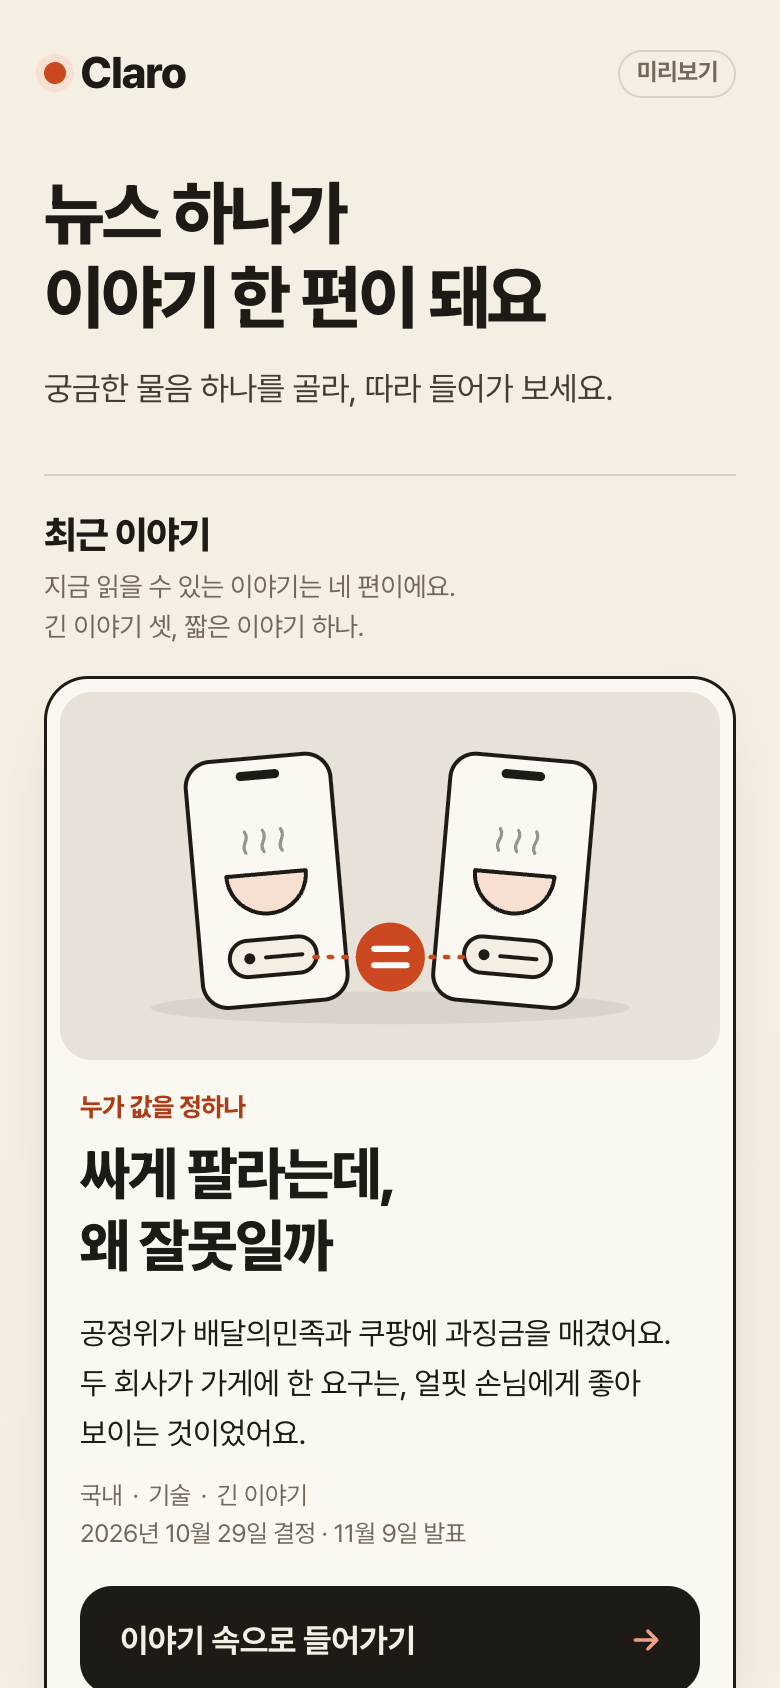 Claro
미리보기
뉴스 하나가
이야기 한 편이 돼요
궁금한 물음 하나를 골라, 따라 들어가 보세요.
최근 이야기
지금 읽을 수 있는 이야기는 네 편이에요.
긴 이야기 셋, 짧은 이야기 하나.
누가 값을 정하나
싸게 팔라는데,
왜 잘못일까
공정위가 배달의민족과 쿠팡에 과징금을 매겼어요.
두 회사가 가게에 한 요구는, 얼핏 손님에게 좋아
보이는 것이었어요.
국내 · 기술 · 긴 이야기
2026년 10월 29일 결정 · 11월 9일 발표
이야기 속으로 들어가기